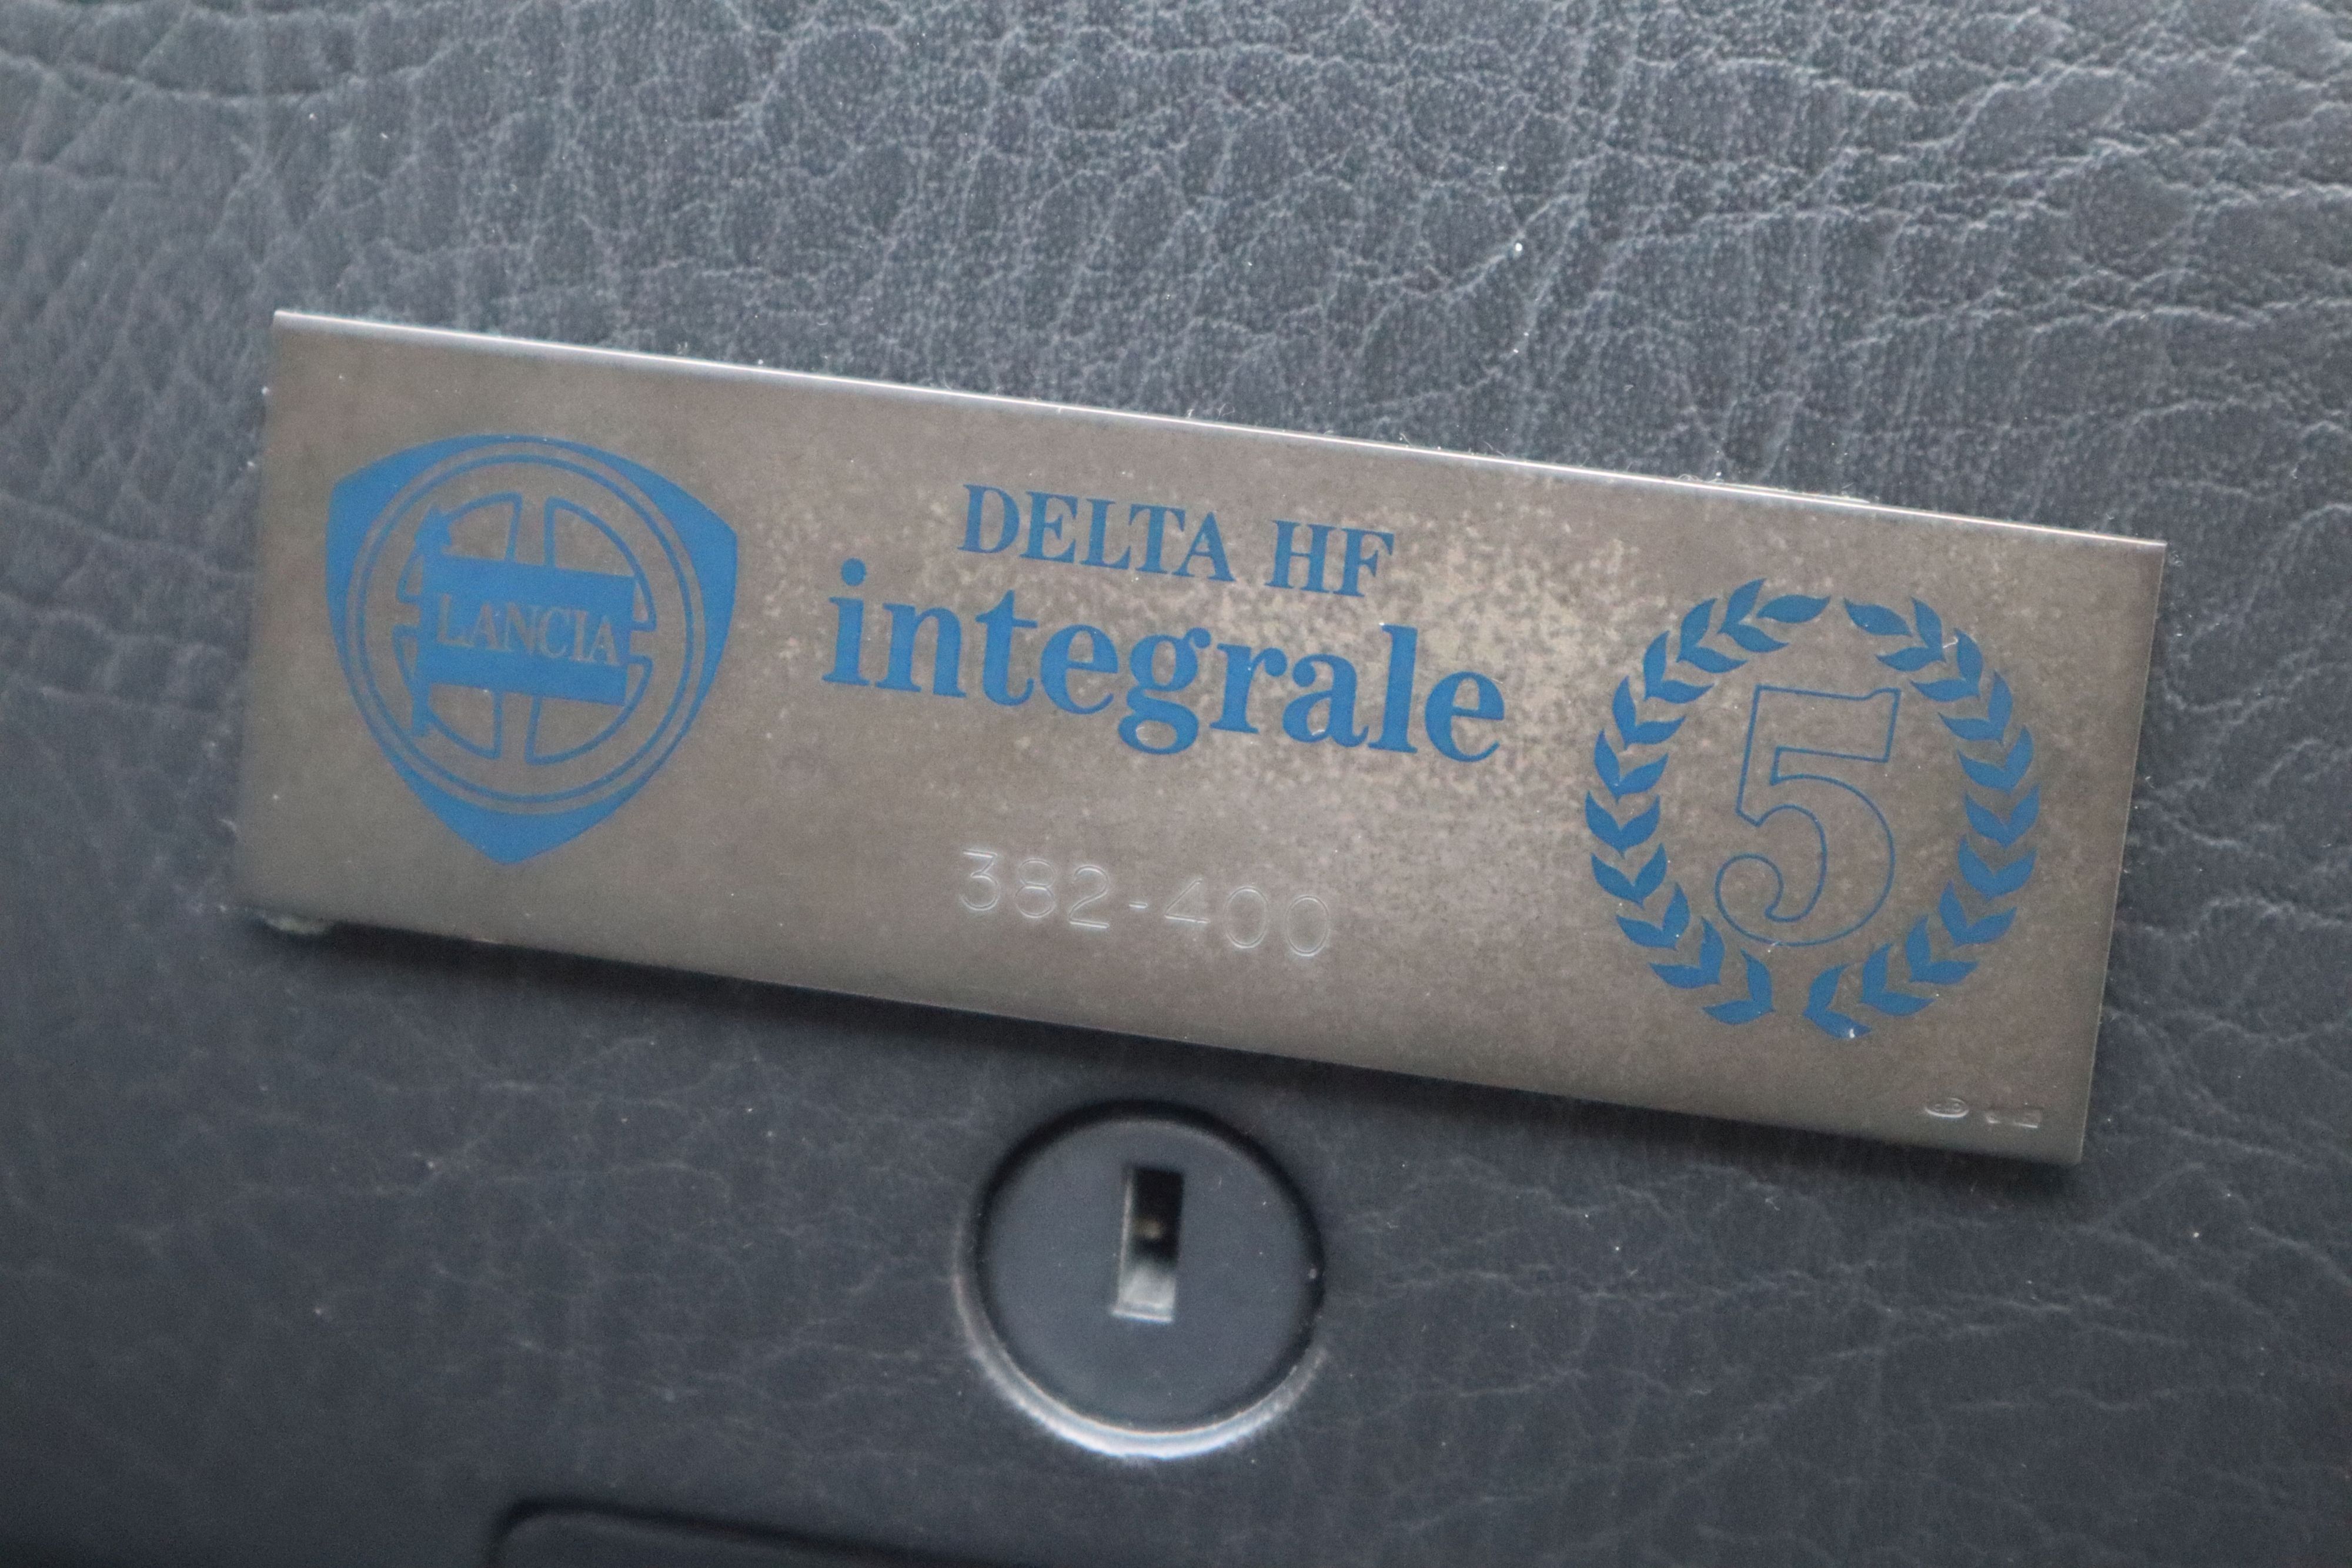 LANCIA
DELTA HF
integrale
382-400
5